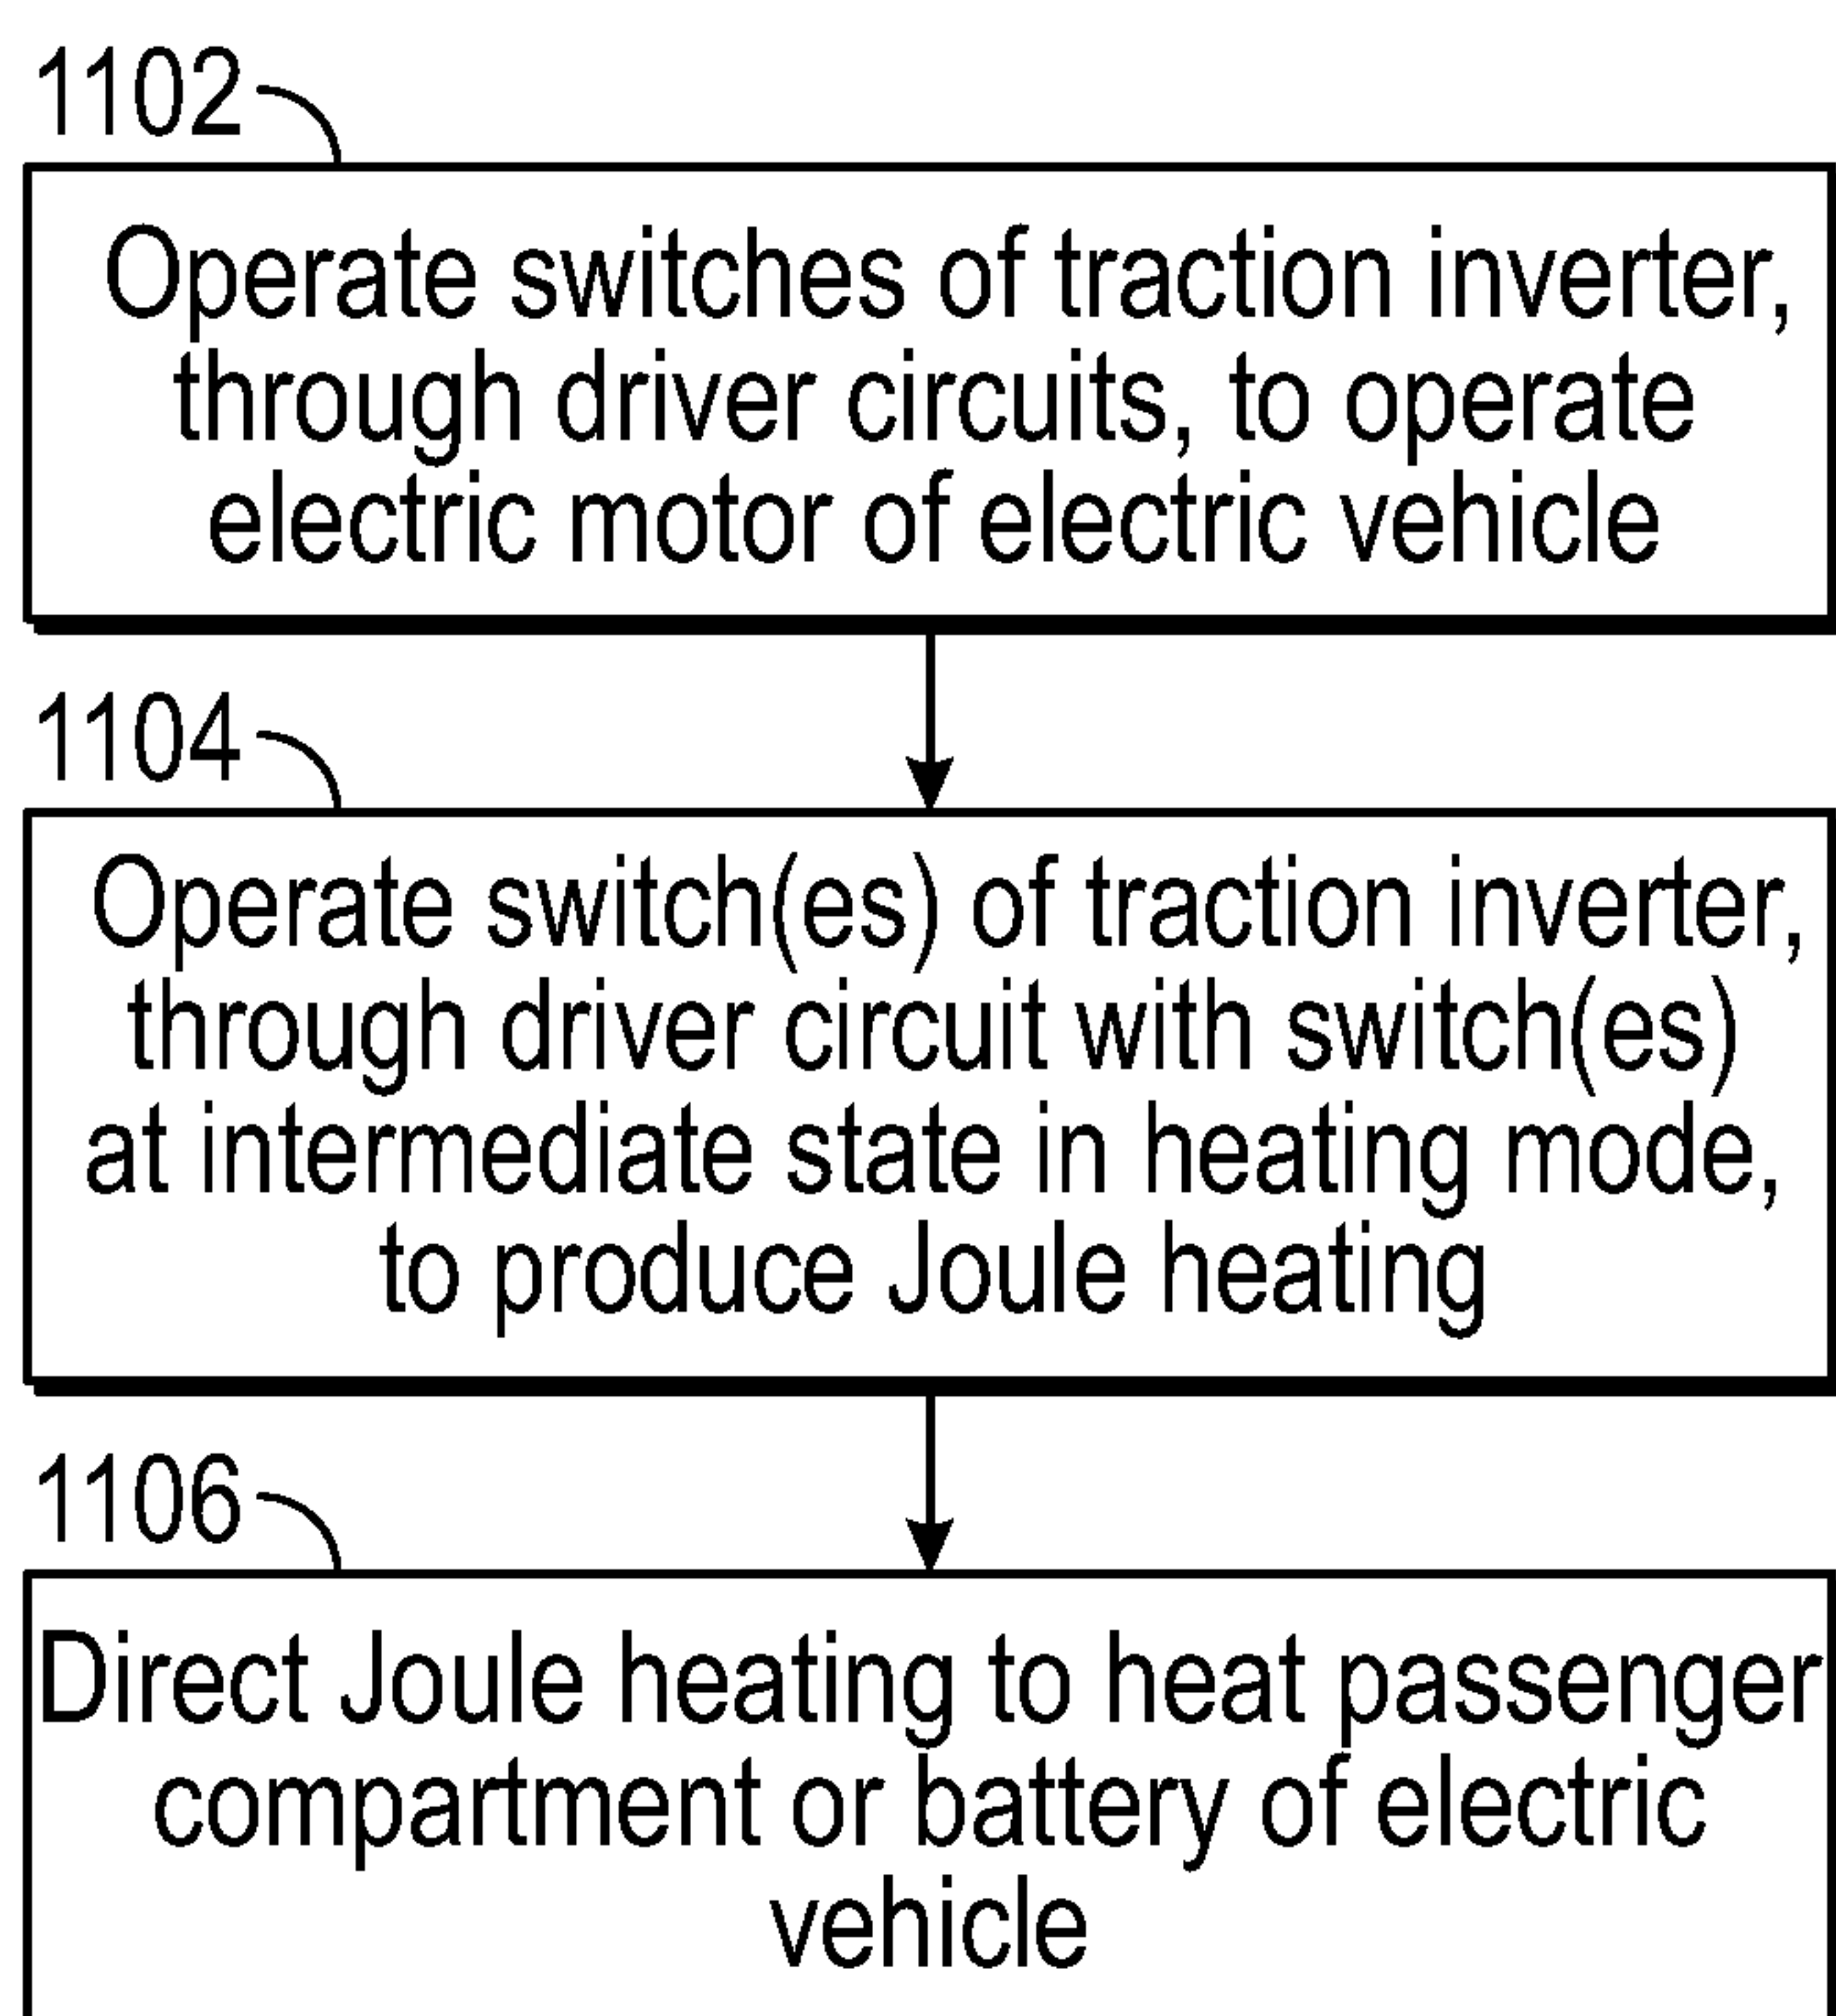 1102
Operate switches of traction inverter,
through driver circuits, to operate
electric motor of electric vehicle
1104
Operate switch(es) of traction inverter,
through driver circuit with switch(es)
at intermediate state in heating mode,
to produce Joule heating
1106
Direct Joule heating to heat passenger
compartment or battery of electric
vehicle